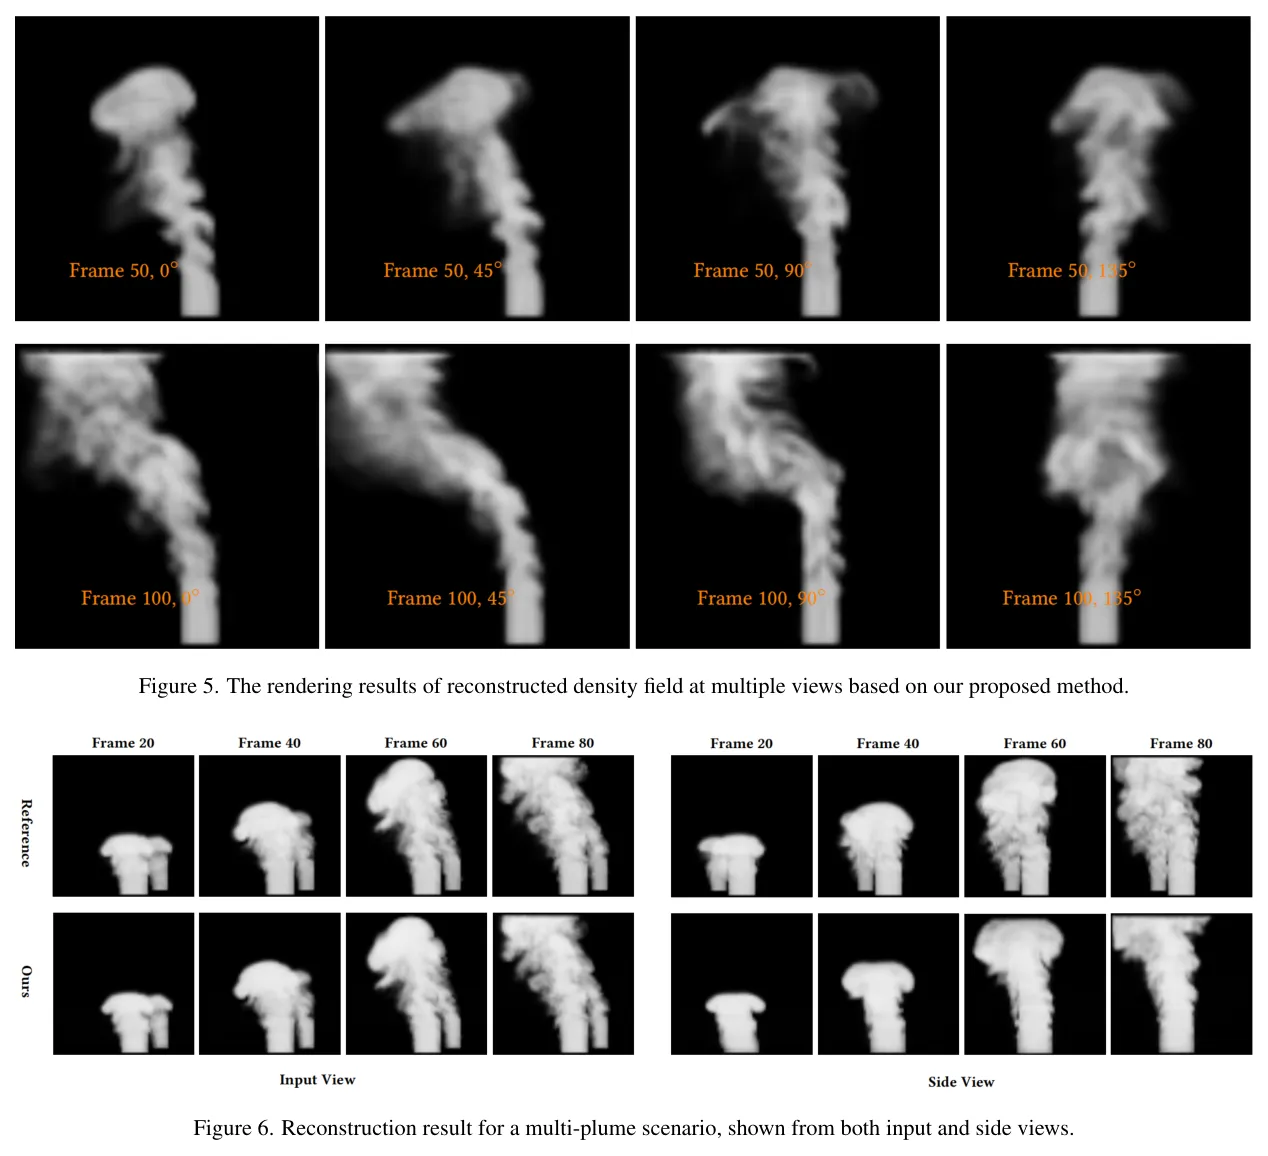 Frame 50, 0°
Frame 50, 45°
Frame 50, 90°
Frame 50, 135°
Frame 100, 0°
Frame 100, 45°
Frame 100, 90°
Frame 100, 135°
Figure 5. The rendering results of reconstructed density field at multiple views based on our proposed method.
Frame 20
Frame 40
Frame 60
Frame 80
Frame 20
Frame 40
Frame 60
Frame 80
Reference
Ours
Input View
Side View
Figure 6. Reconstruction result for a multi-plume scenario, shown from both input and side views.